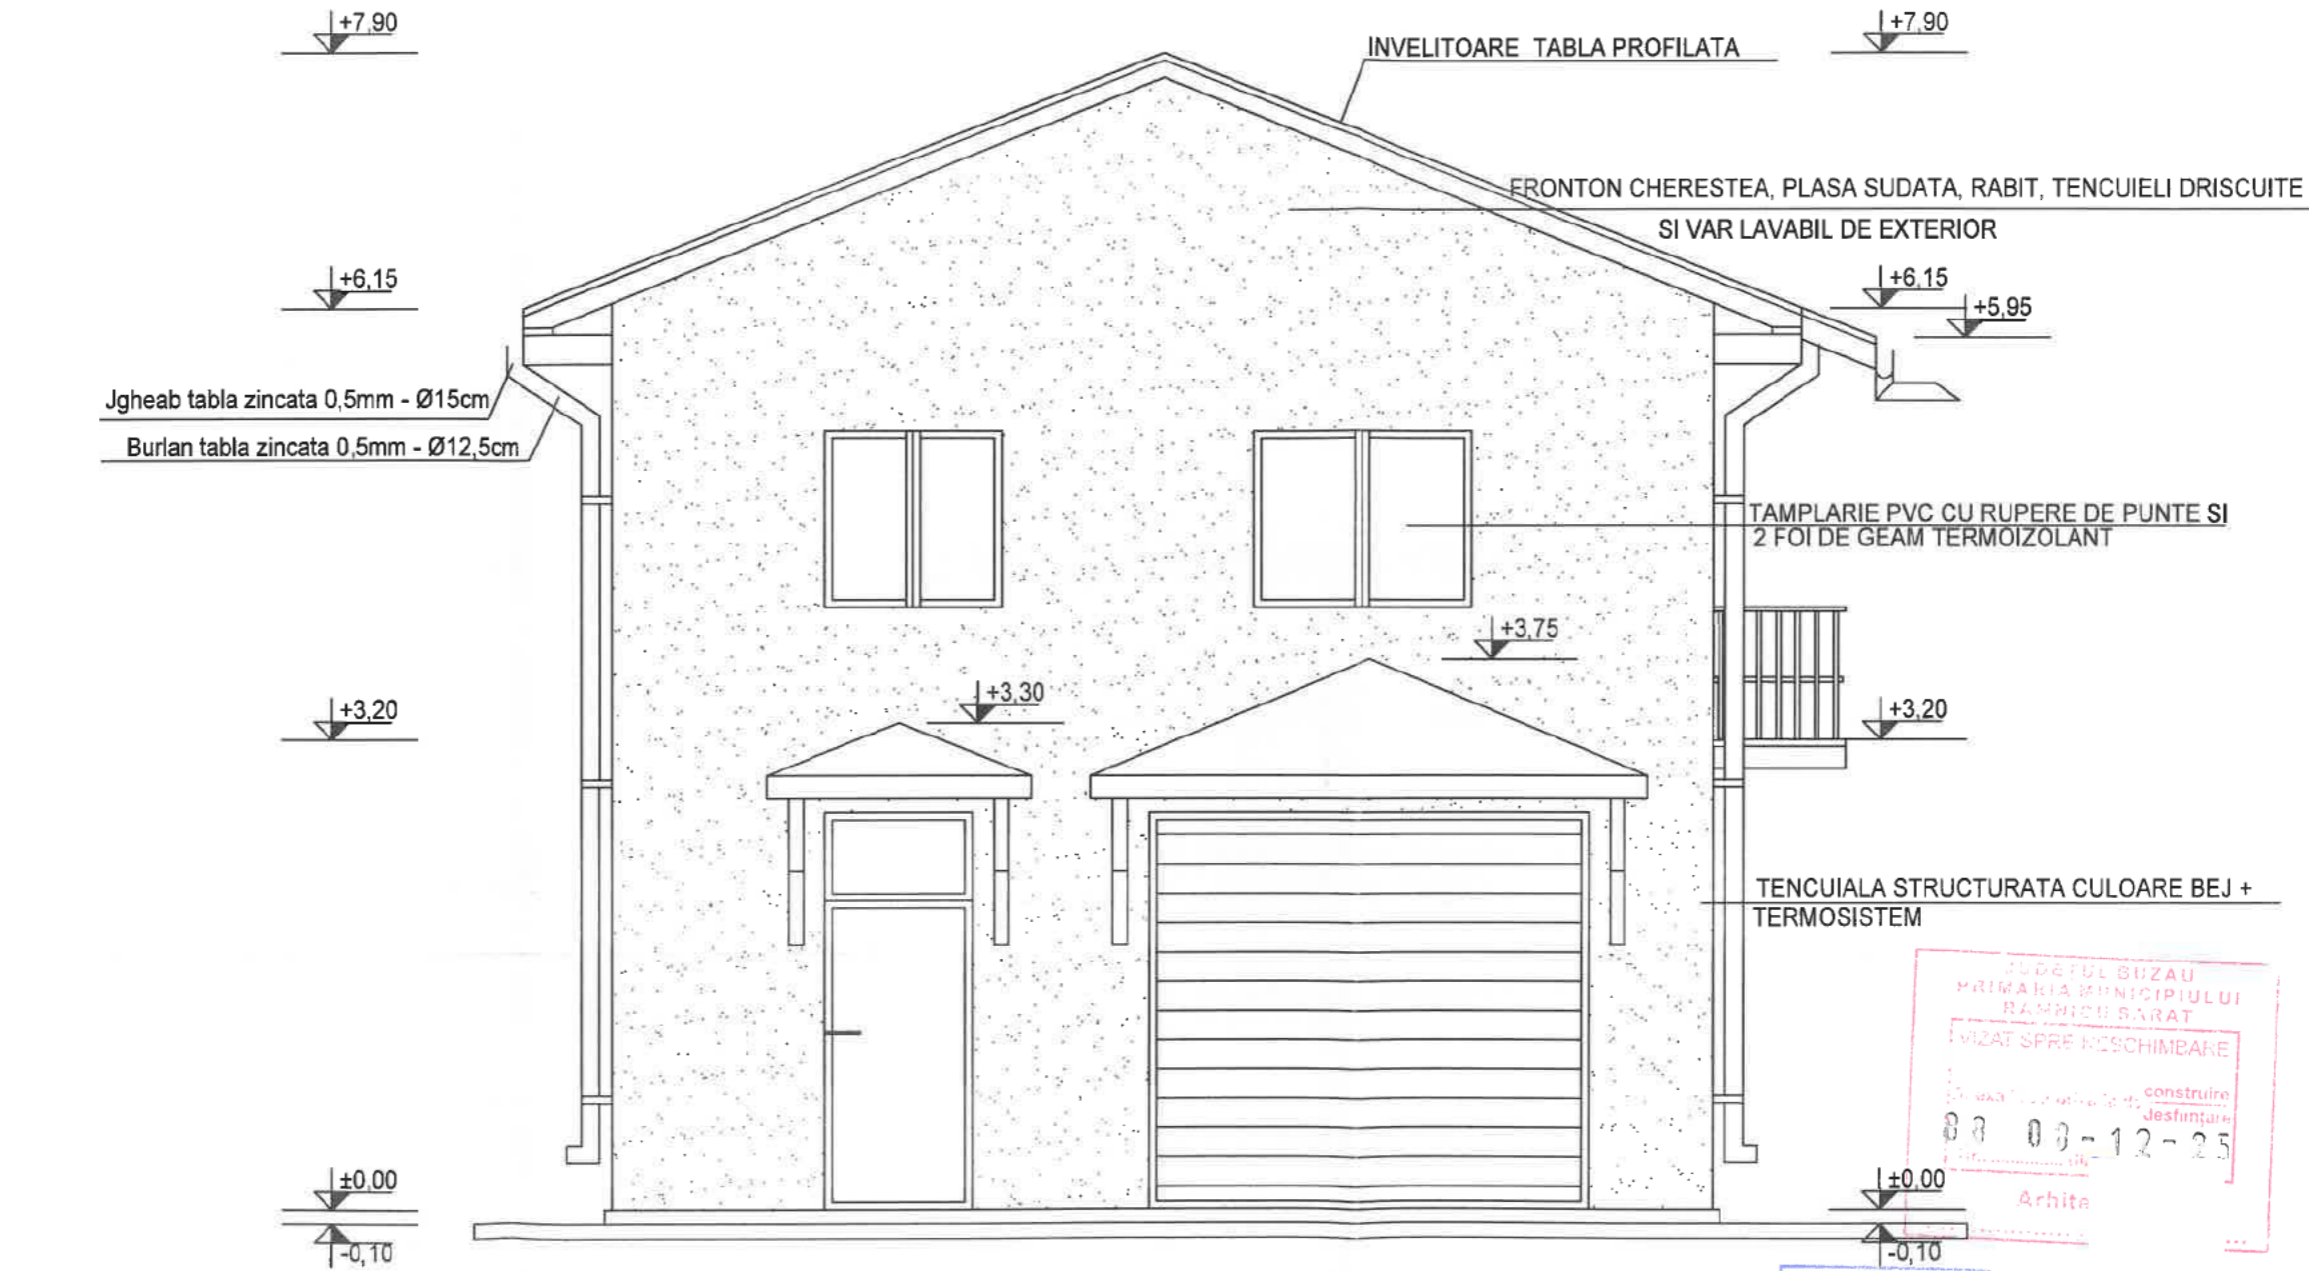 +7,90
+7,90
INVELITOARE TABLA PROFILATA
FRONTON CHERESTEA, PLASA SUDATA, RABIT, TENCUIELI DRISCUITE
SI VAR LAVABIL DE EXTERIOR
+6,15
+6,15
+5,95
Jgheab tabla zincata 0,5mm - Ø15cm
Burlan tabla zincata 0,5mm - Ø12,5cm
TAMPLARIE PVC CU RUPERE DE PUNTE SI
2 FOI DE GEAM TERMOIZOLANT
+3,75
+3,30
+3,20
+3,20
TENCUIALA STRUCTURATA CULOARE BEJ +
TERMOSISTEM
JUDETUL BUZAU
PRIMARIA MUNICIPIULUI
RAMNICU SARAT
VIZAT SPRE NESCHIMBARE
construire
desființare
-12-
Arhite
±0,00
±0,00
-0,10
-0,10